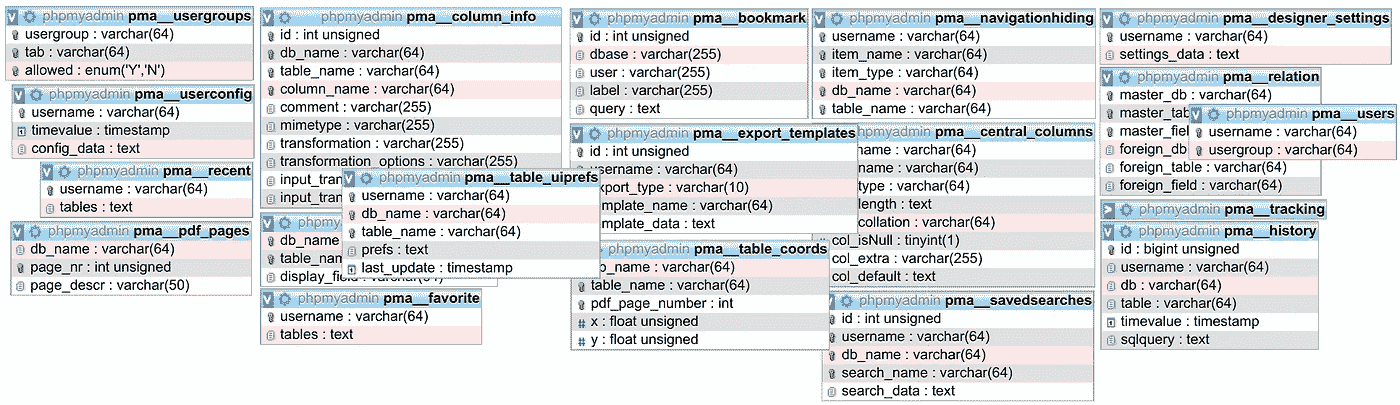 phpmyadmin pma__usergroups
usergroup : varchar(64)
tab : varchar(64)
allowed : enum('Y','N')
phpmyadmin pma__userconfig
username : varchar(64)
timevalue : timestamp
config_data : text
phpmyadmin pma__recent
username : varchar(64)
tables : text
phpmyadmin pma__pdf_pages
db_name : varchar(64)
page_nr : int unsigned
page_descr : varchar(50)
phpmyadmin pma__column_info
id : int unsigned
db_name : varchar(64)
table_name : varchar(64)
column_name : varchar(64)
comment : varchar(255)
mimetype : varchar(255)
transformation : varchar(255)
transformation_options : varchar(255)
input_tran
input_tran
phpmyadmin pma__table_uiprefs
username : varchar(64)
db_name : varchar(64)
table_name : varchar(64)
prefs : text
last_update : timestamp
db_name
table_name
display_field
phpmyadmin pma__favorite
username : varchar(64)
tables : text
phpmyadmin pma__bookmark
id : int unsigned
dbase : varchar(255)
user : varchar(255)
label : varchar(255)
query : text
phpmyadmin pma__export_templates
id : int unsigned
username : varchar(64)
xport_type : varchar(10)
mplate_name : varchar(64)
mplate_data : text
phpmyadmin pma__table_coords
b_name : varchar(64)
table_name : varchar(64)
pdf_page_number : int
x : float unsigned
y : float unsigned
phpmyadmin pma__navigationhiding
username : varchar(64)
item_name : varchar(64)
item_type : varchar(64)
db_name : varchar(64)
table_name : varchar(64)
phpmyadmin pma__central_columns
name : varchar(64)
name : varchar(64)
type : varchar(64)
length : text
collation : varchar(64)
col_isNull : tinyint(1)
col_extra : varchar(255)
col_default : text
phpmyadmin pma__savedsearches
id : int unsigned
username : varchar(64)
db_name : varchar(64)
search_name : varchar(64)
search_data : text
phpmyadmin pma__designer_settings
username : varchar(64)
settings_data : text
phpmyadmin pma__relation
master_db : varchar(64)
master_tab
master_fiel
foreign_db
foreign_table : varchar(64)
foreign_field : varchar(64)
phpmyadmin pma__users
username : varchar(64)
usergroup : varchar(64)
phpmyadmin pma__tracking
phpmyadmin pma__history
id : bigint unsigned
username : varchar(64)
db : varchar(64)
table : varchar(64)
timevalue : timestamp
sqlquery : text